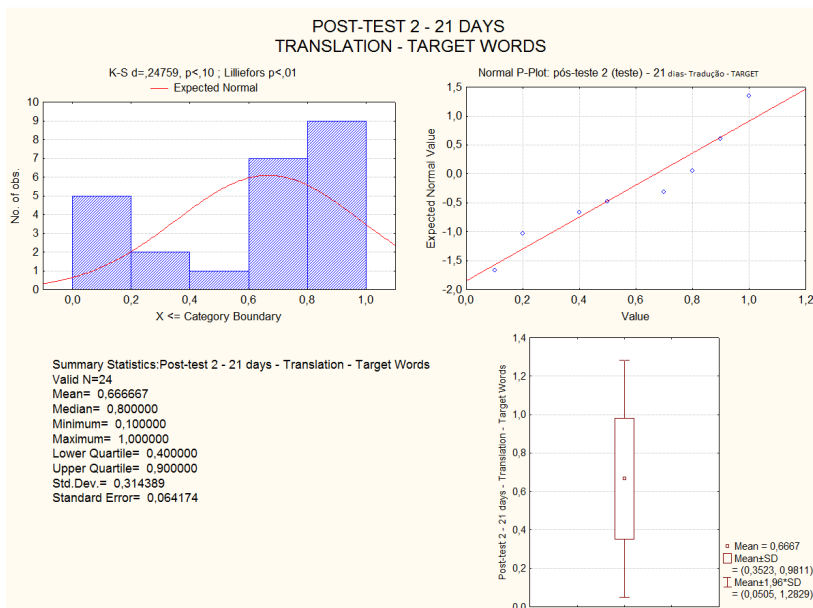 POST-TEST 2 - 21 DAYS
TRANSLATION - TARGET WORDS
K-S d=,24759, p<,10 ; Lilliefors p<,01
Expected Normal
10
9
8
7
6
5
4
3
2
1
0
No. of obs.
0,0 0,2 0,4 0,6 0,8 1,0
X <= Category Boundary
Normal P-Plot: pós-teste 2 (teste) - 21 dias- Tradução - TARGET
1,5
1,0
0,5
0,0
-0,5
-1,0
-1,5
-2,0
Expected Normal Value
0,0 0,2 0,4 0,6 0,8 1,0 1,2
Value
Summary Statistics:Post-test 2 - 21 days - Translation - Target Words
Valid N=24
Mean= 0,666667
Median= 0,800000
Minimum= 0,100000
Maximum= 1,000000
Lower Quartile= 0,400000
Upper Quartile= 0,900000
Std.Dev.= 0,314389
Standard Error= 0,064174
1,4
1,2
1,0
0,8
0,6
0,4
0,2
0,0
Post-test 2 - 21 days - Translation - Target Words
Mean = 0,6667
Mean±SD
= (0,3523, 0,9811)
Mean±1,96*SD
= (0,0505, 1,2829)